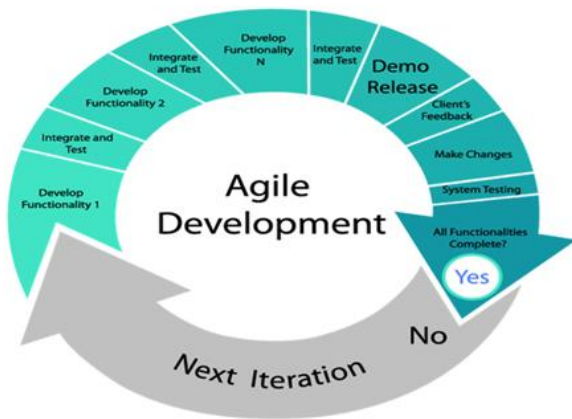 Develop
Functionality 1
Integrate and
Test
Develop
Functionality 2
Integrate
and Test
Develop
Functionality
N
Integrate
and Test
Demo
Release
Client's
Feedback
Make Changes
System Testing
All Functionalities
Complete?
Yes
No
Next Iteration
Agile
Development